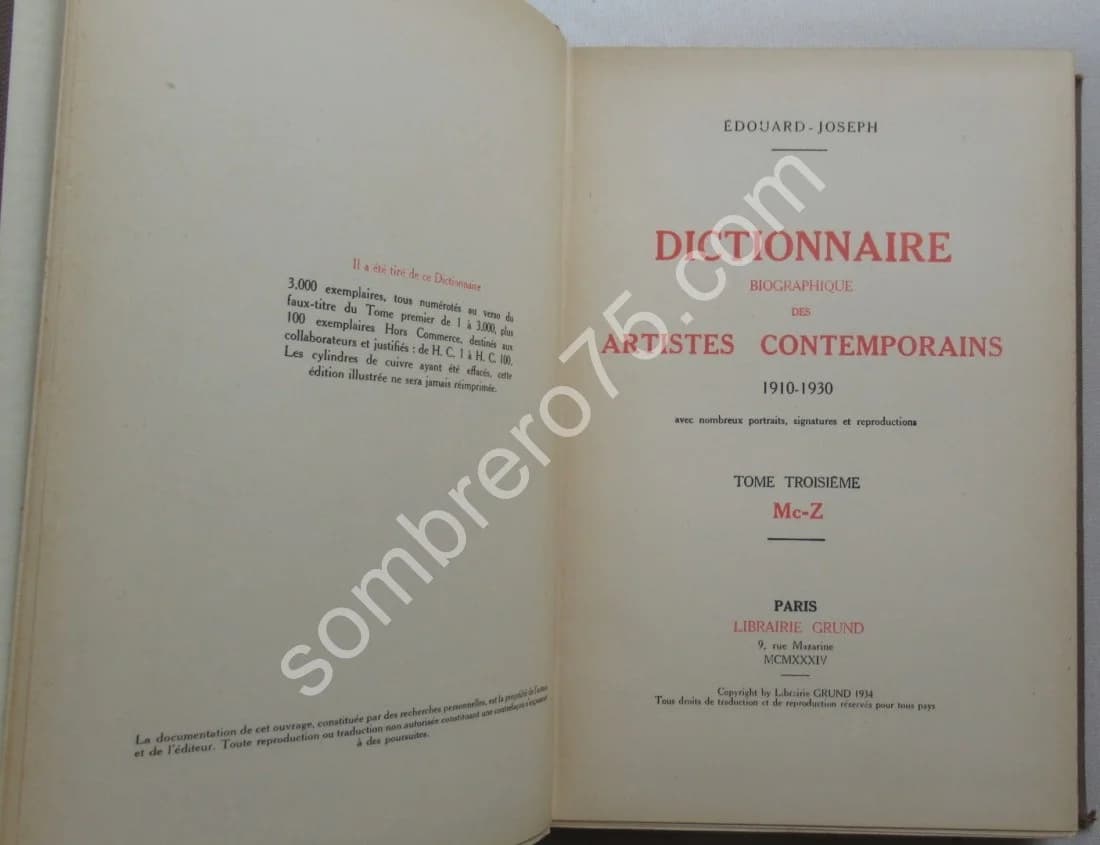 Il a été tiré de ce Dictionnaire
3.000 exemplaires, tous numérotés au verso du
faux-titre du Tome premier de 1 à 3.000, plus
100 exemplaires Hors Commerce, destinés aux
collaborateurs et justifiés : de H. C. 1 à H. C. 100.
Les cylindres de cuivre ayant été effacés, cette
édition illustrée ne sera jamais réimprimée.
La documentation de cet ouvrage, constituée par des recherches personnelles, est la propriété de l'auteur
et de l'éditeur. Toute reproduction ou traduction non autorisée constituant une contrefaçon s'exposerait
à des poursuites.
ÉDOUARD-JOSEPH
DICTIONNAIRE
BIOGRAPHIQUE
DES
ARTISTES CONTEMPORAINS
1910-1930
avec nombreux portraits, signatures et reproductions
TOME TROISIÈME
Mc-Z
PARIS
LIBRAIRIE GRUND
9, rue Mazarine
MCMXXXIV
Copyright by Librairie GRUND 1934
Tous droits de traduction et de reproduction réservés pour tous pays
sombrero75.com